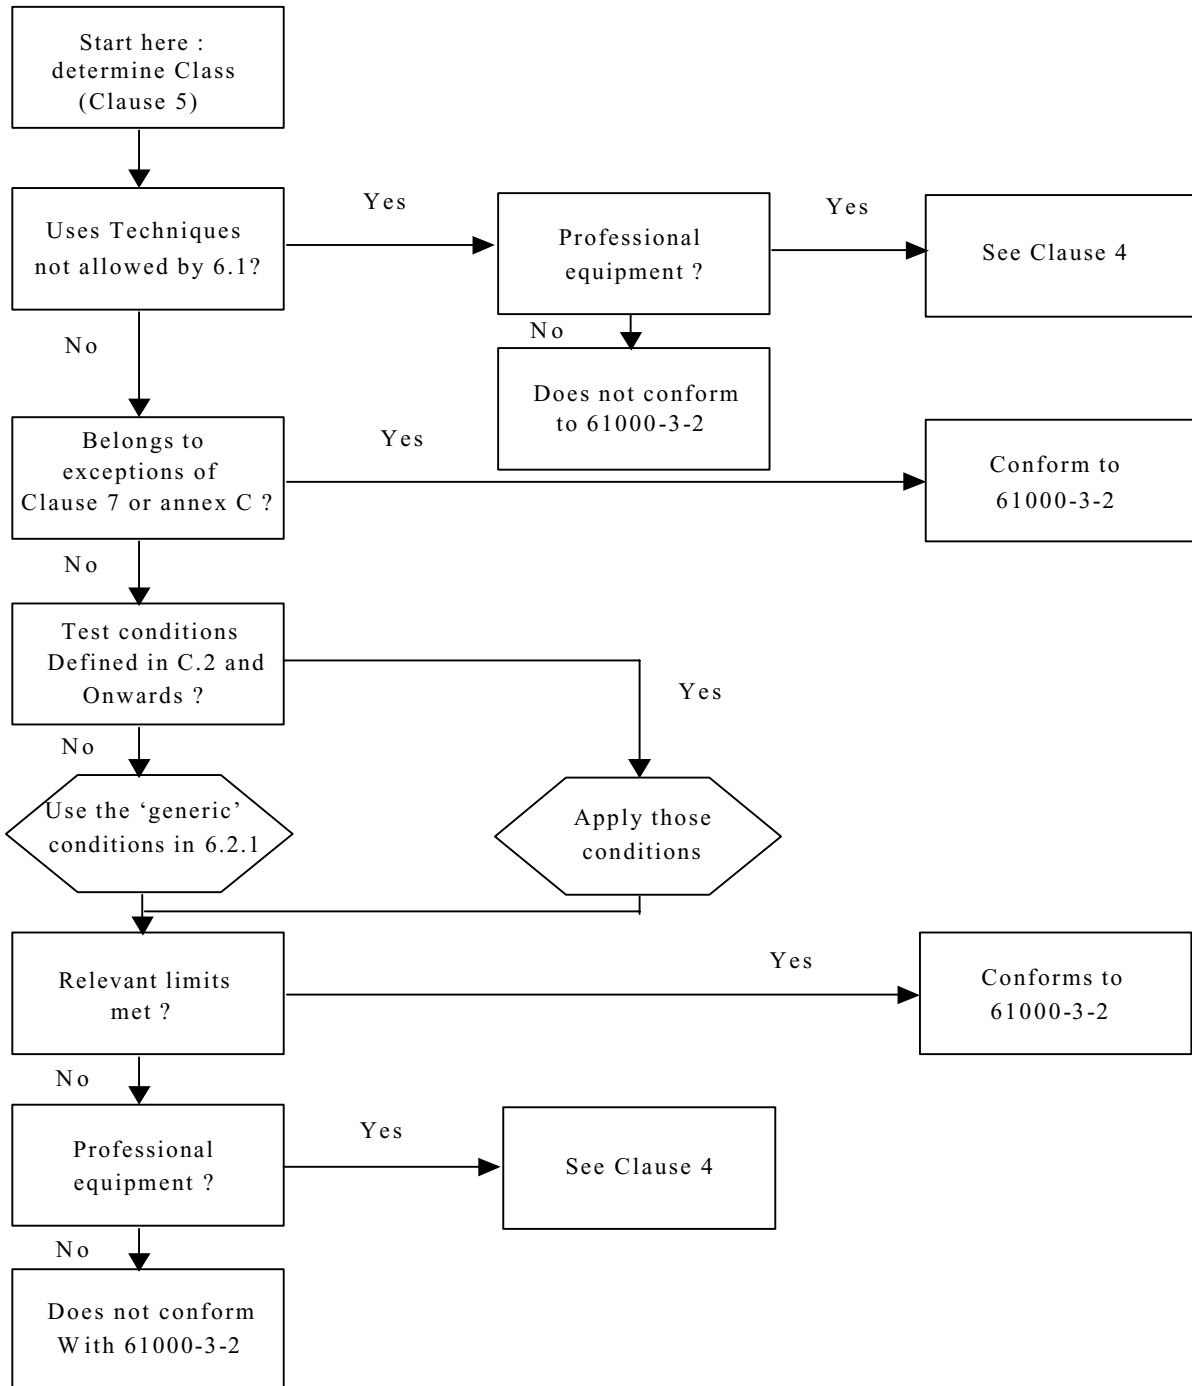 Start here :
determine Class
(Clause 5)
Yes
Yes
Uses Techniques
not allowed by 6.1?
Professional
equipment ?
See Clause 4
No
No
Does not conform
to 61000-3-2
Belongs to
exceptions of
Clause 7 or annex C ?
Yes
Conform to
61000-3-2
No
Test conditions
Defined in C.2 and
Onwards ?
Yes
No
Use the ‘generic’
conditions in 6.2.1
Apply those
conditions
Relevant limits
met ?
Yes
Conforms to
61000-3-2
No
Professional
equipment ?
Yes
See Clause 4
No
Does not conform
With 61000-3-2